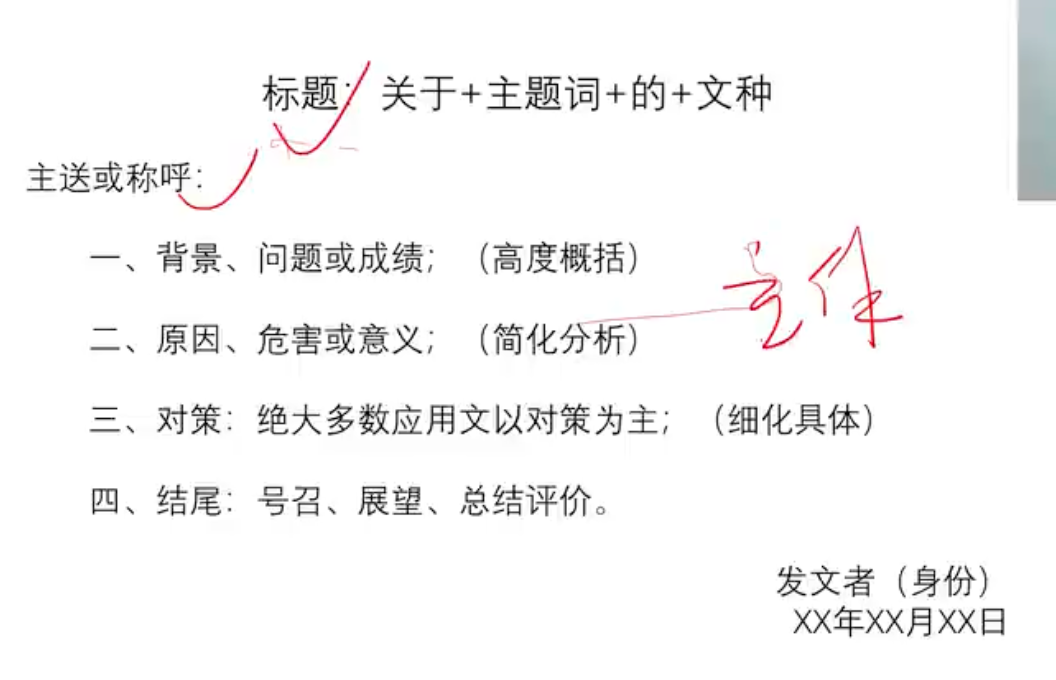 标题：关于+主题词+的+文种
主送或称呼：
一、背景、问题或成绩；（高度概括）
主体
二、原因、危害或意义；（简化分析）
三、对策：绝大多数应用文以对策为主；（细化具体）
四、结尾：号召、展望、总结评价。
发文者（身份）
XX年XX月XX日